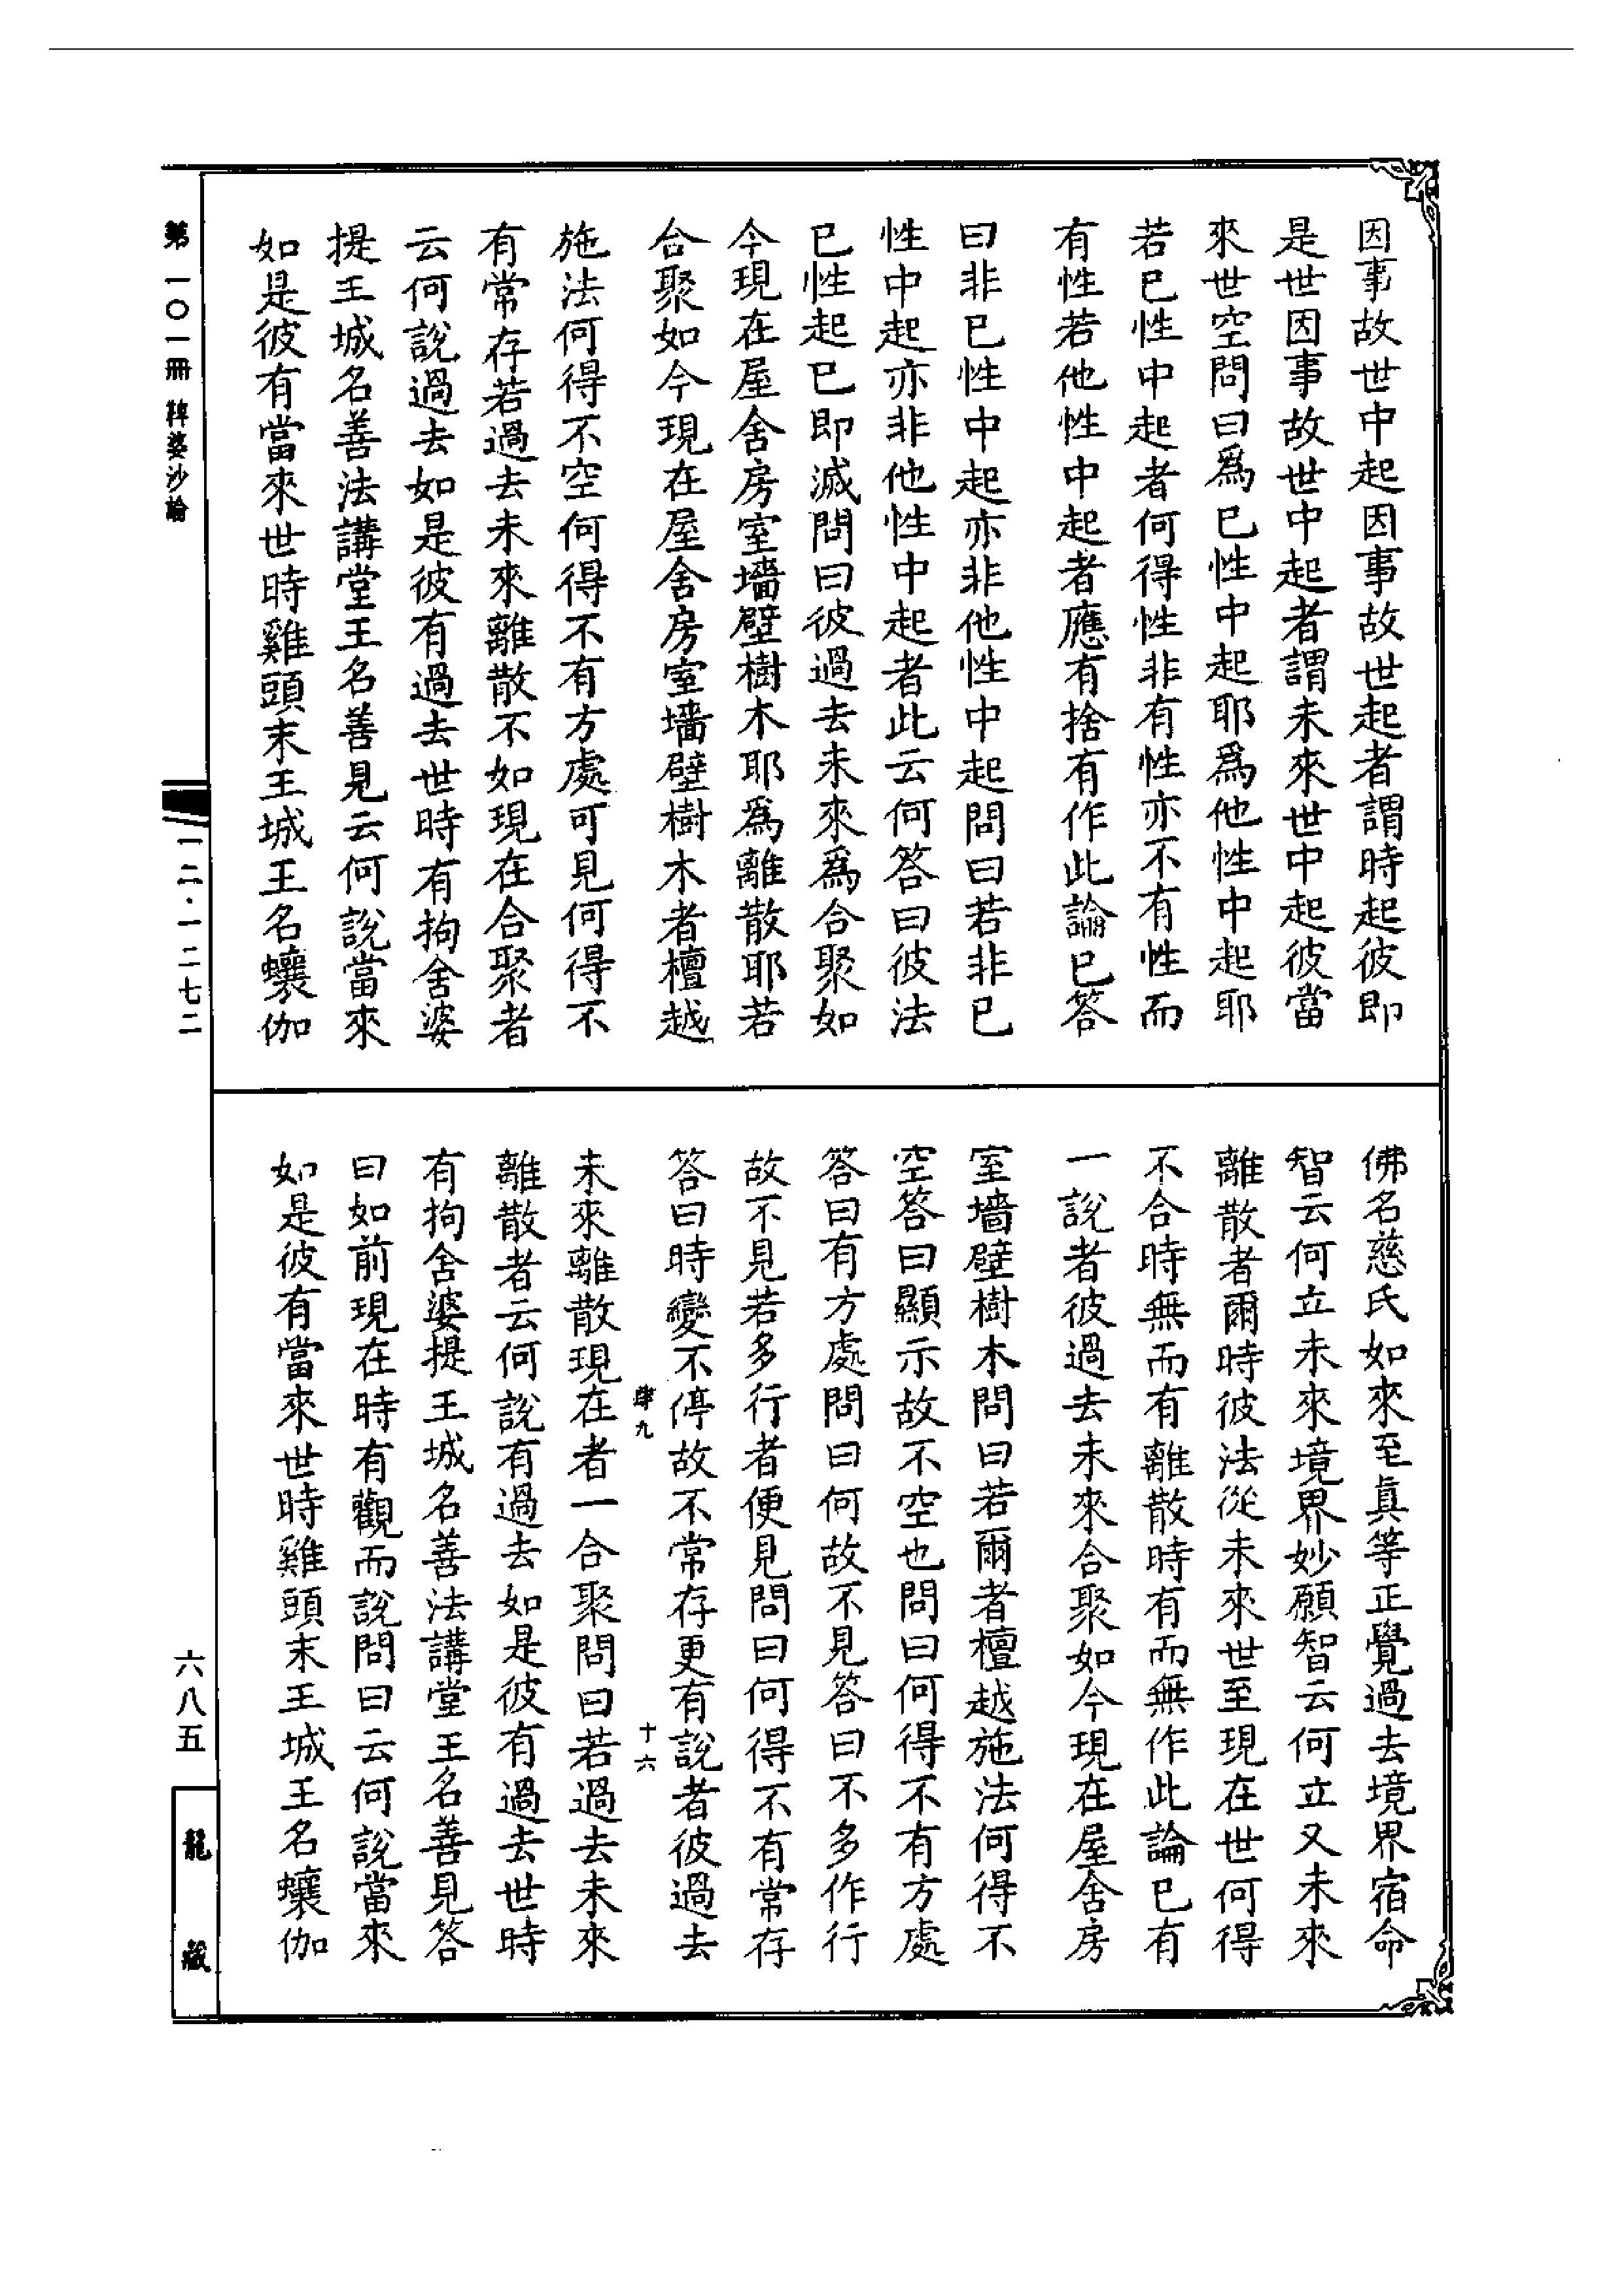 因事故世中起因事故世起者謂時起彼即
是世因事故世中起者謂未來世中起彼當
來世空問曰爲已性中起耶爲他性中起耶
若已性中起者何得性非有性亦不有性而
有性若他性中起者應有捨有作此論已答
曰非已性中起亦非他性中起問曰若非已
性中起亦非他性中起者此云何答曰彼法
已性起已即滅問曰彼過去未來爲合聚如
今現在屋舍房室墻壁樹木耶爲離散耶若
合聚如今現在屋舍房室墻壁樹木者檀越
施法何得不空何得不有方處可見何得不
有常存若過去未來離散不如現在合聚者
云何說過去如是彼有過去世時有拘舍婆
提王城名善法講堂王名善見云何說當來
如是彼有當來世時雞頭末王城王名蠰伽
佛名慈氏如來至真等正覺過去境界宿命
智云何立未來境界妙願智云何立又未來
離散者爾時彼法從未來世至現在世何得
不合時無而有離散時有而無作此論已有
一說者彼過去未來合聚如今現在屋舍房
室墻壁樹木問曰若爾者檀越施法何得不
空答曰顯示故不空也問曰何得不有方處
答曰有方處問曰何故不見答曰不多作行
故不見若多行者便見問曰何得不有常存
答曰時變不停故不常存更有說者彼過去
肆九 十六
未來離散現在者一合聚問曰若過去未來
離散者云何說有過去如是彼有過去世時
有拘舍婆提王城名善法講堂王名善見答
曰如前現在時有觀而說問曰云何說當來
如是彼有當來世時雞頭末王城王名蠰伽
第一〇一冊 鞞婆沙論
一二·一二七二
六八五
龍藏